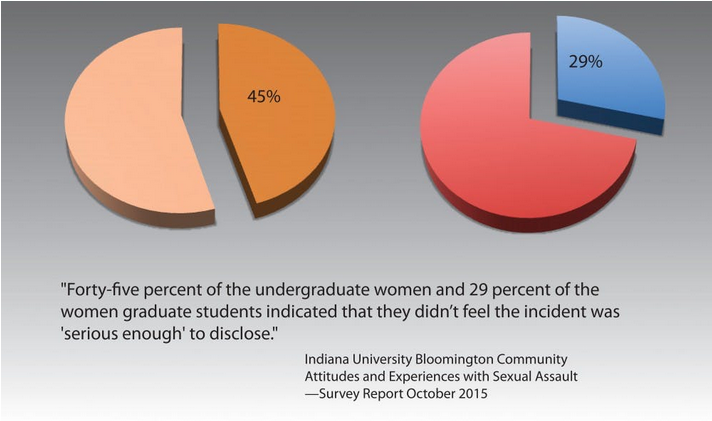 45%
29%
"Forty-five percent of the undergraduate women and 29 percent of the
women graduate students indicated that they didn’t feel the incident was
'serious enough' to disclose."
Indiana University Bloomington Community
Attitudes and Experiences with Sexual Assault
—Survey Report October 2015